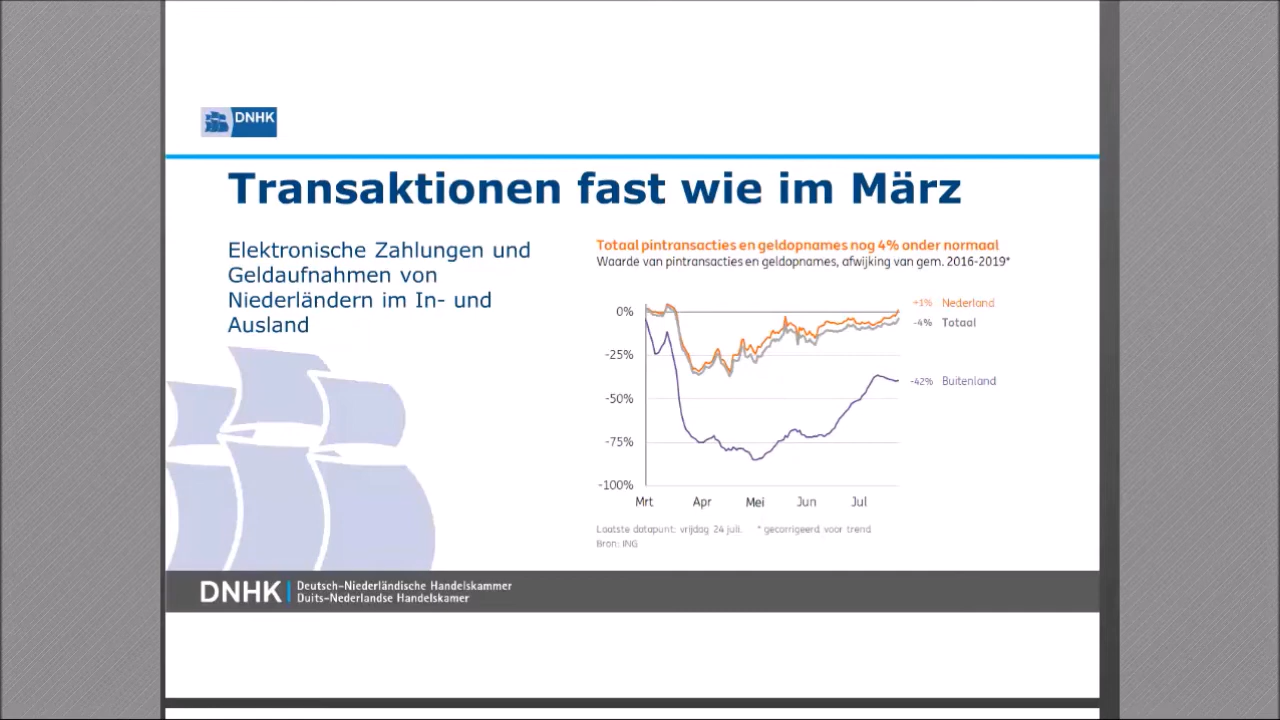 DNHK
Transaktionen fast wie im März
Elektronische Zahlungen und
Geldaufnahmen von
Niederländern im In- und
Ausland
Totaal pintransacties en geldopnames nog 4% onder normaal
Waarde van pintransacties en geldopnames, afwijking van gem. 2016-2019*
0%
-25%
-50%
-75%
-100%
Mrt Apr Mei Jun Jul
+1% Nederland
-4% Totaal
-42% Buitenland
Laatste datapunt: vrijdag 24 juli. * gecorrigeerd voor trend
Bron: ING
DNHK | Deutsch-Niederländische Handelskammer
Duits-Nederlandse Handelskamer